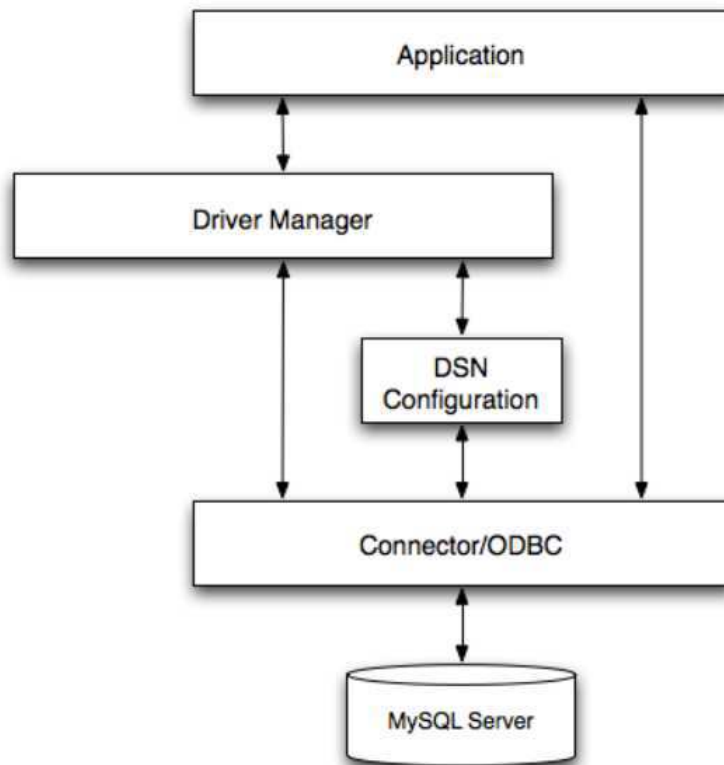 Application
Driver Manager
DSN
Configuration
Connector/ODBC
MySQL Server